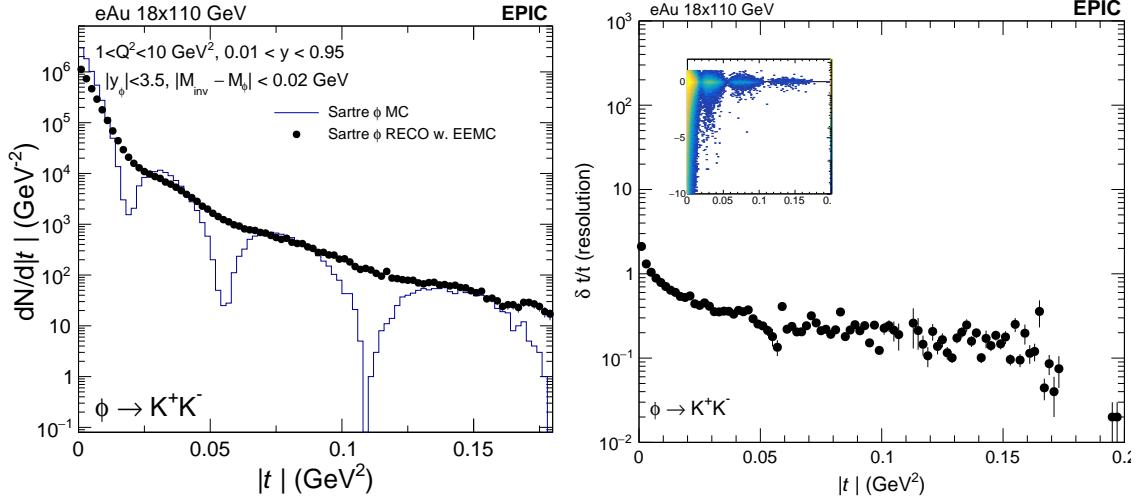 eAu 18x110 GeV EPIC
1<Q²<10 GeV², 0.01 < y < 0.95
|y_ϕ|<3.5, |M_inv − M_ϕ| < 0.02 GeV
Sartre ϕ MC
Sartre ϕ RECO w. EEMC
dN/d|t | (GeV⁻²)
10⁶
10⁵
10⁴
10³
10²
10
1
10⁻¹
ϕ → K⁺K⁻
0 0.05 0.1 0.15
|t | (GeV²)
eAu 18x110 GeV EPIC
δ t/t (resolution)
10³
10²
10
1
10⁻¹
10⁻²
0
−5
−10
0 0.05 0.1 0.15 0.
ϕ → K⁺K⁻
0 0.05 0.1 0.15 0.2
|t | (GeV²)